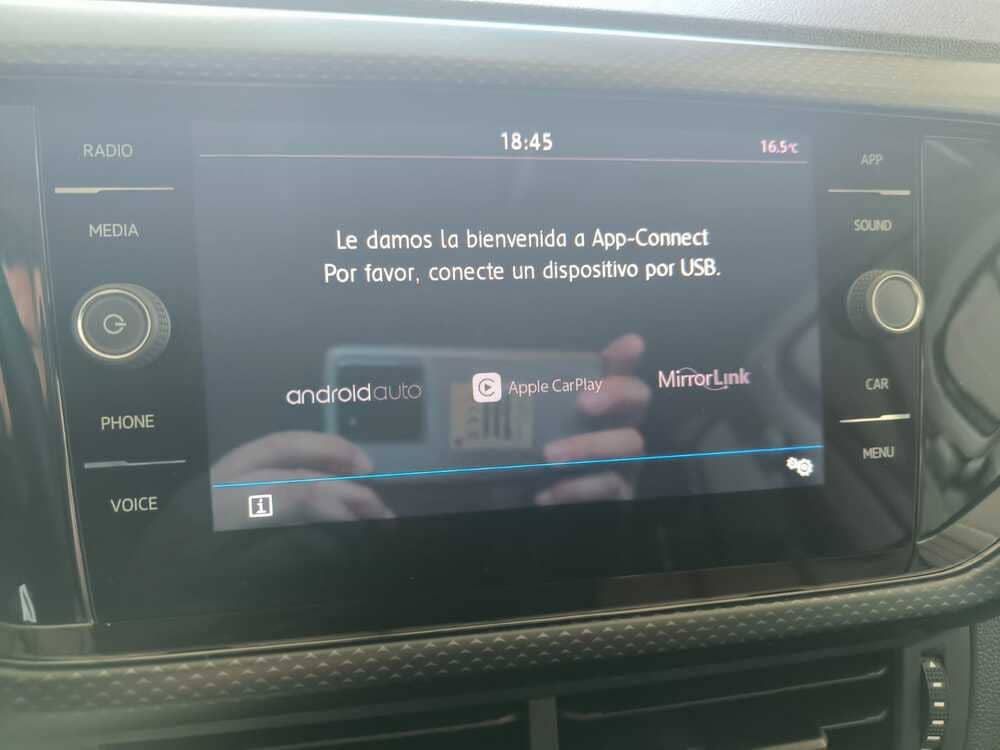 18:45
16.5°C
RADIO
MEDIA
PHONE
VOICE
Le damos la bienvenida a App-Connect
Por favor, conecte un dispositivo por USB.
androidauto
Apple CarPlay
MirrorLink
i
APP
SOUND
CAR
MENU